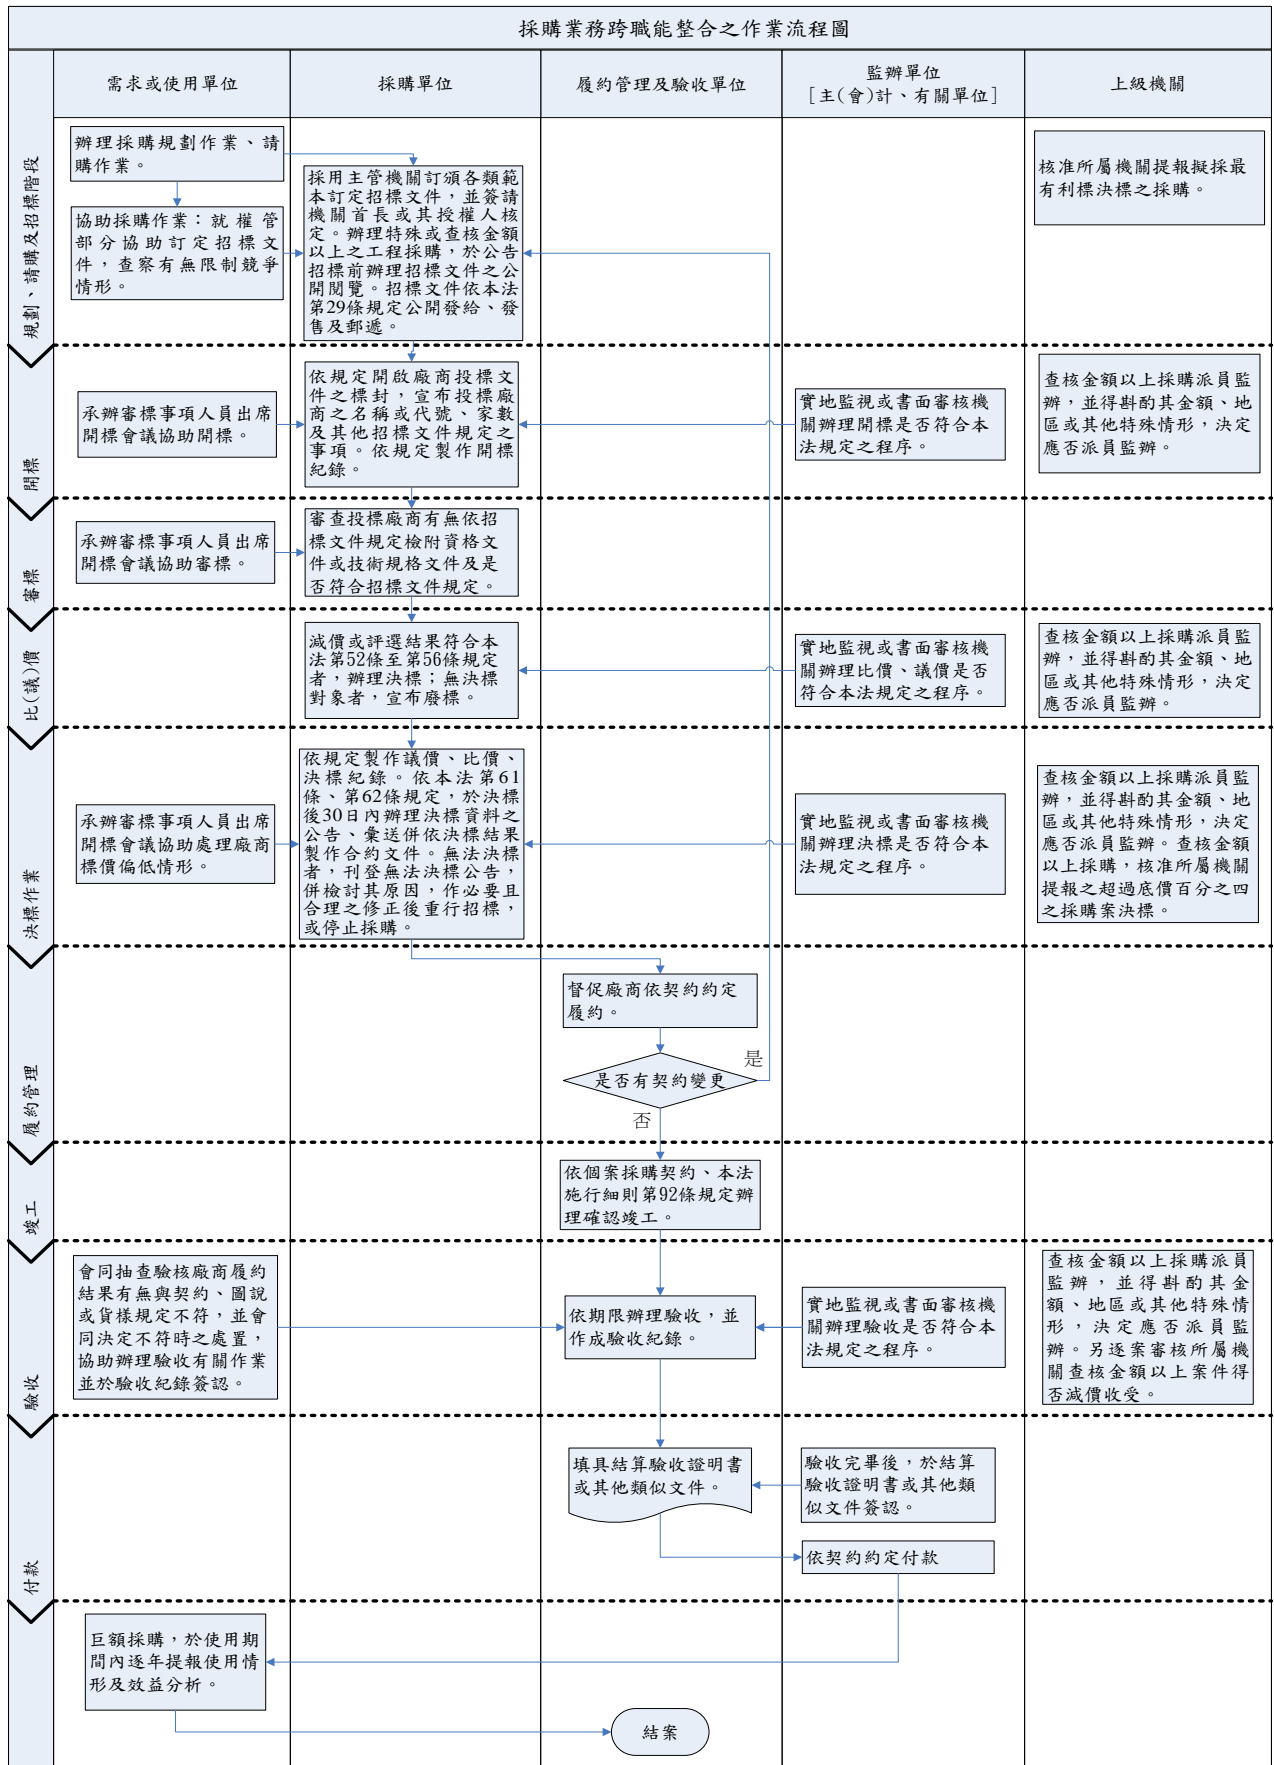 採購業務跨職能整合之作業流程圖
需求或使用單位
採購單位
履約管理及驗收單位
監辦單位
[主(會)計、有關單位]
上級機關
規劃、請購及招標階段
辦理採購規劃作業、請
購作業。
協助採購作業：就權管
部分協助訂定招標文
件，查察有無限制競爭
情形。
採用主管機關訂頒各類範
本訂定招標文件，並簽請
機關首長或其授權人核
定。辦理特殊或查核金額
以上之工程採購，於公告
招標前辦理招標文件之公
開閱覽。招標文件依本法
第29條規定公開發給、發
售及郵遞。
核准所屬機關提報擬採最
有利標決標之採購。
開標
承辦審標事項人員出席
開標會議協助開標。
依規定開啟廠商投標文
件之標封，宣布投標廠
商之名稱或代號、家數
及其他招標文件規定之
事項。依規定製作開標
紀錄。
實地監視或書面審核機
關辦理開標是否符合本
法規定之程序。
查核金額以上採購派員監
辦，並得斟酌其金額、地
區或其他特殊情形，決定
應否派員監辦。
審標
承辦審標事項人員出席
開標會議協助審標。
審查投標廠商有無依招
標文件規定檢附資格文
件或技術規格文件及是
否符合招標文件規定。
比(議)價
減價或評選結果符合本
法第52條至第56條規定
者，辦理決標；無決標
對象者，宣布廢標。
實地監視或書面審核機
關辦理比價、議價是否
符合本法規定之程序。
查核金額以上採購派員監
辦，並得斟酌其金額、地
區或其他特殊情形，決定
應否派員監辦。
決標作業
承辦審標事項人員出席
開標會議協助處理廠商
標價偏低情形。
依規定製作議價、比價、
決標紀錄。依本法第61
條、第62條規定，於決標
後30日內辦理決標資料之
公告、彙送併依決標結果
製作合約文件。無法決標
者，刊登無法決標公告，
併檢討其原因，作必要且
合理之修正後重行招標，
或停止採購。
實地監視或書面審核機
關辦理決標是否符合本
法規定之程序。
查核金額以上採購派員監
辦，並得斟酌其金額、地
區或其他特殊情形，決定
應否派員監辦。查核金額
以上採購，核准所屬機關
提報之超過底價百分之四
之採購案決標。
履約管理
督促廠商依契約約定
履約。
是否有契約變更
是
否
竣工
依個案採購契約、本法
施行細則第92條規定辦
理確認竣工。
驗收
會同抽查驗核廠商履約
結果有無與契約、圖說
或貨樣規定不符，並會
同決定不符時之處置，
協助辦理驗收有關作業
並於驗收紀錄簽認。
依期限辦理驗收，並
作成驗收紀錄。
實地監視或書面審核機
關辦理驗收是否符合本
法規定之程序。
查核金額以上採購派員
監辦，並得斟酌其金
額、地區或其他特殊情
形，決定應否派員監
辦。另逐案審核所屬機
關查核金額以上案件得
否減價收受。
付款
填具結算驗收證明書
或其他類似文件。
驗收完畢後，於結算
驗收證明書或其他類
似文件簽認。
依契約約定付款
巨額採購，於使用期
間內逐年提報使用情
形及效益分析。
結案